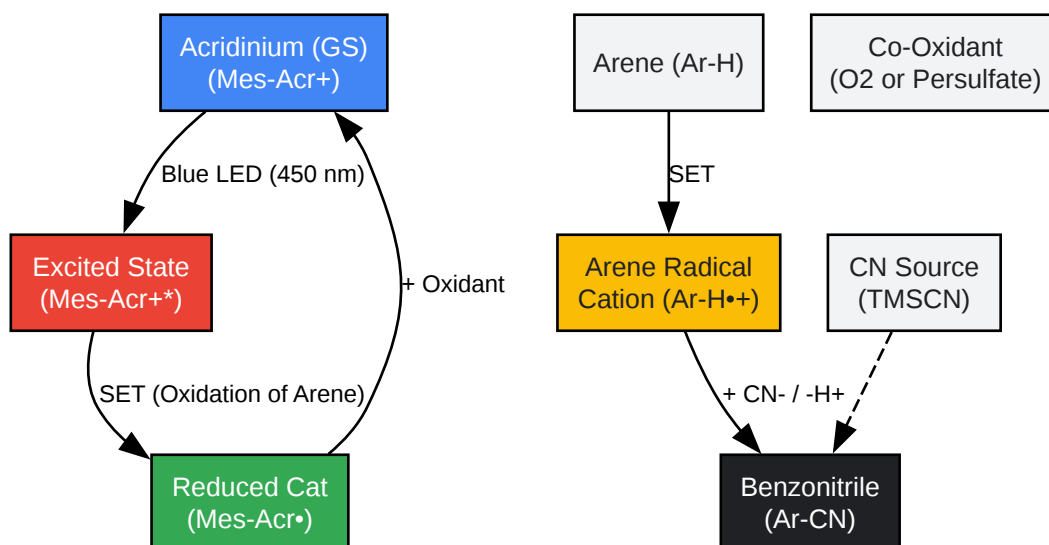 Acridinium (GS)
(Mes-Acr+)
Arene (Ar-H)
Co-Oxidant
(O2 or Persulfate)
Blue LED (450 nm)
SET
Excited State
(Mes-Acr+*)
+ Oxidant
Arene Radical
Cation (Ar-H•+)
CN Source
(TMSCN)
SET (Oxidation of Arene)
+ CN- / -H+
Reduced Cat
(Mes-Acr•)
Benzonitrile
(Ar-CN)